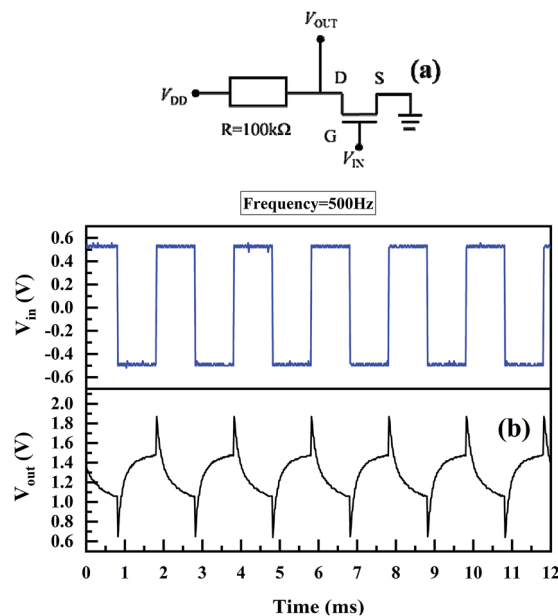 V_OUT
D S (a)
V_DD
R=100kΩ
G
V_IN
Frequency=500Hz
0.6
0.4
0.2
0.0
-0.2
-0.4
-0.6
V_in (V)
2.0
1.8
1.6
1.4
1.2
1.0
0.8
0.6
V_out (V)
(b)
0 1 2 3 4 5 6 7 8 9 10 11 12
Time (ms)